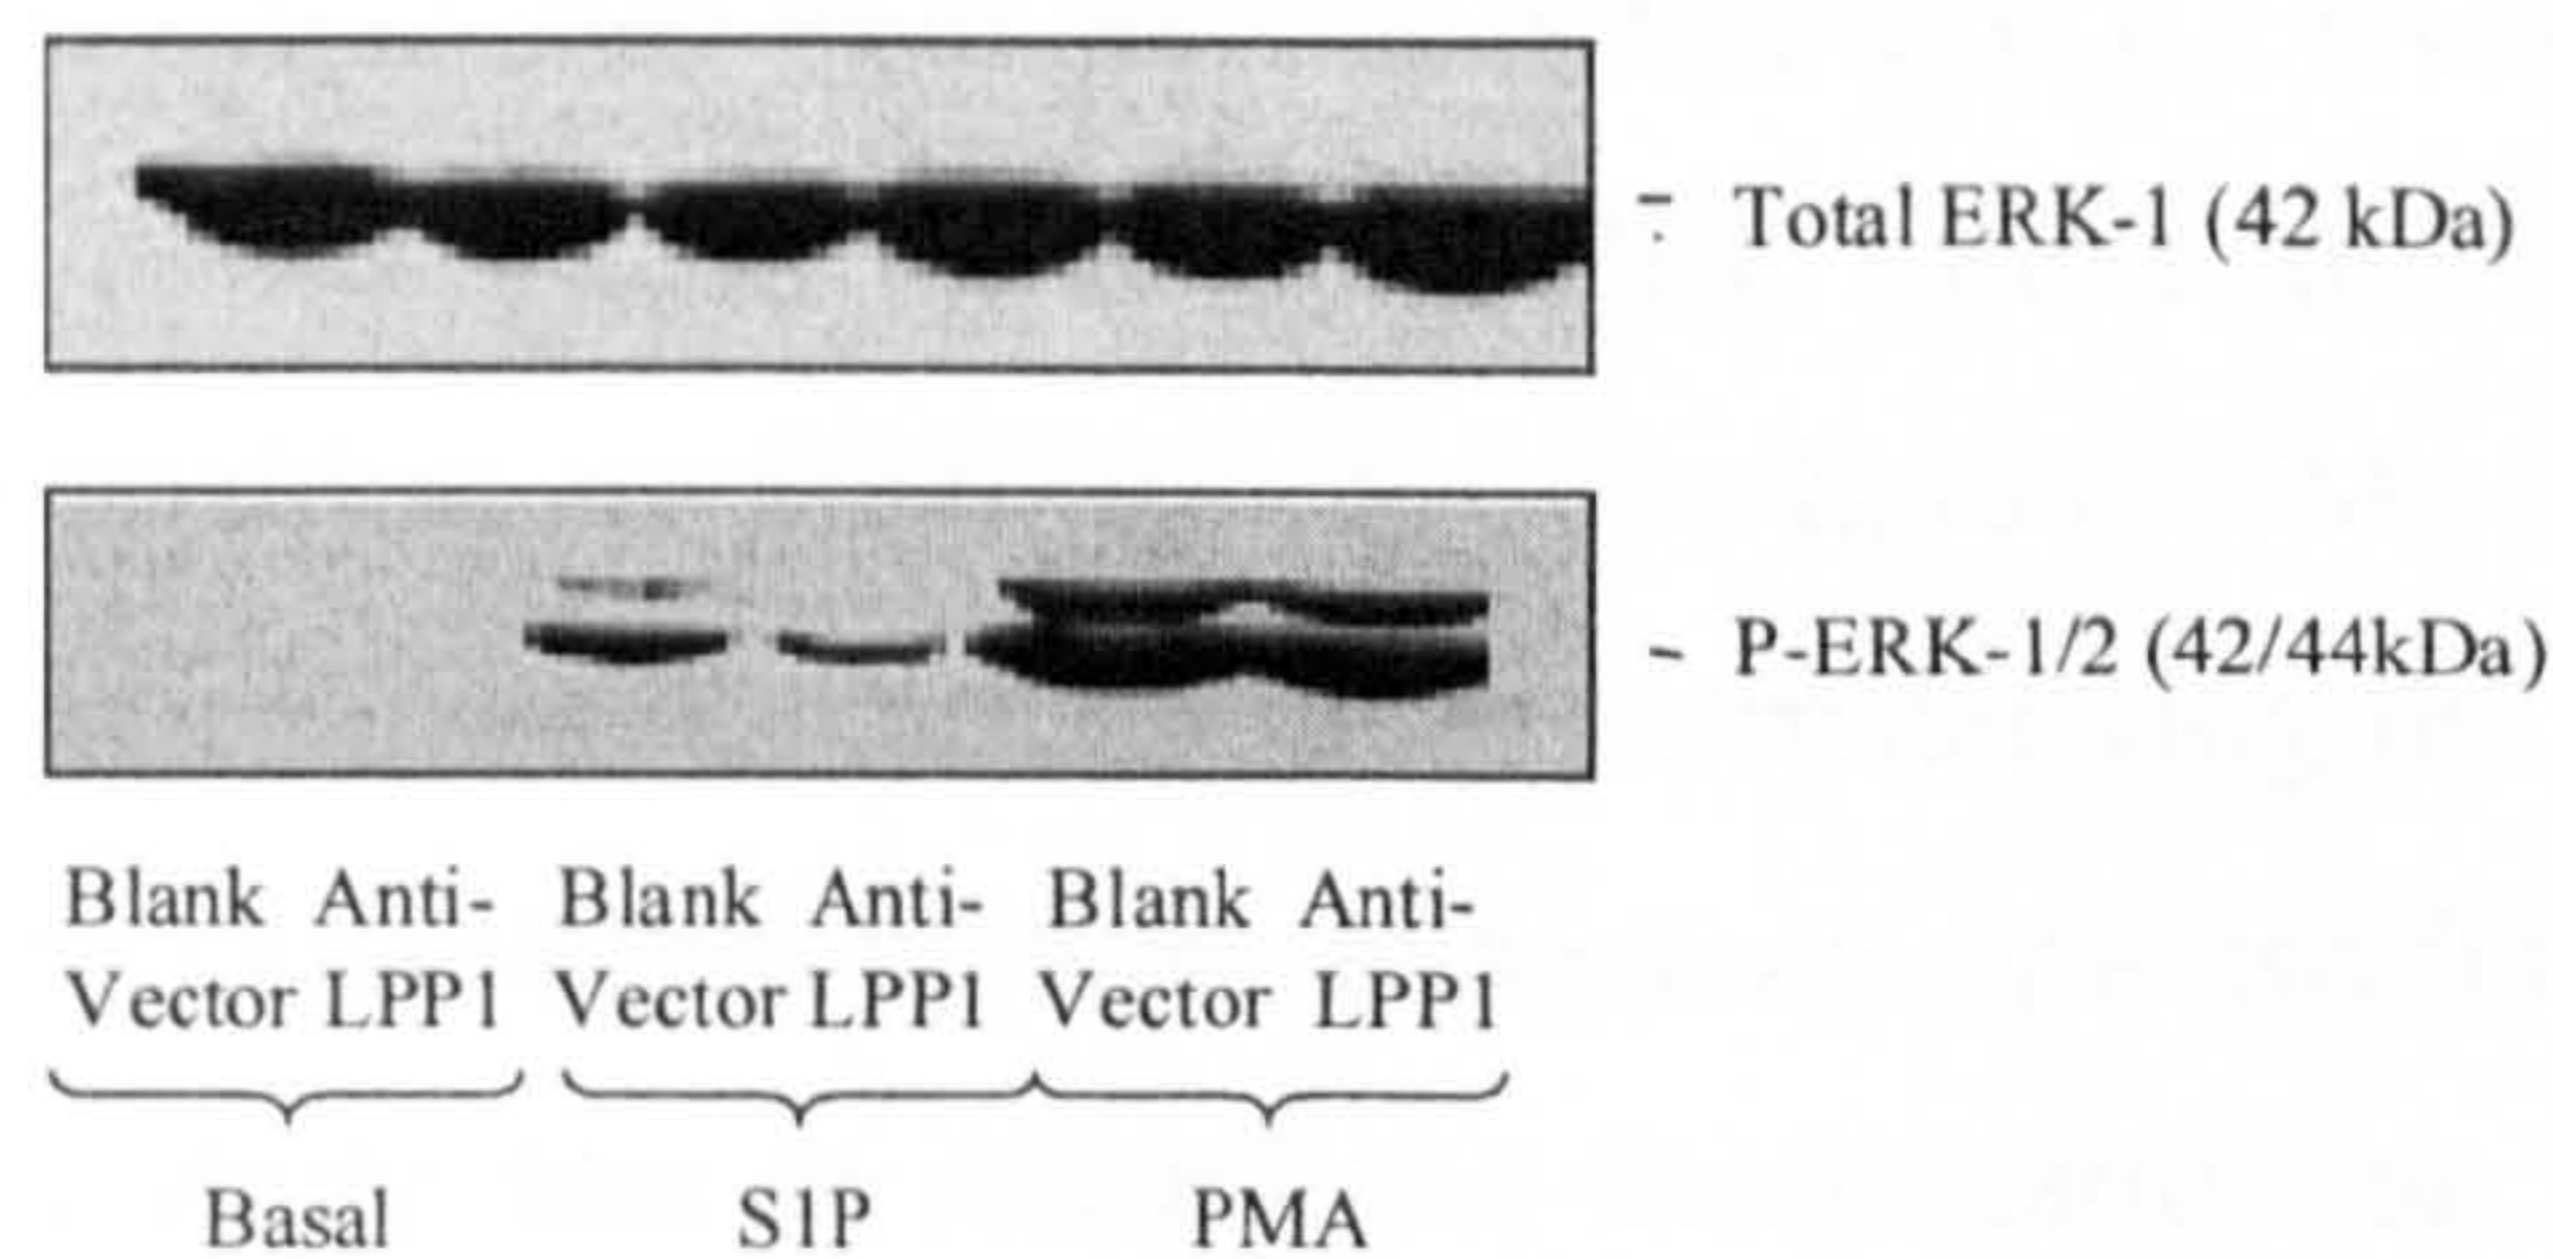 - Total ERK-1 (42 kDa)
- P-ERK-1/2 (42/44kDa)
Blank Anti- Blank Anti- Blank Anti-
Vector LPP1 Vector LPP1 Vector LPP1
Basal S1P PMA